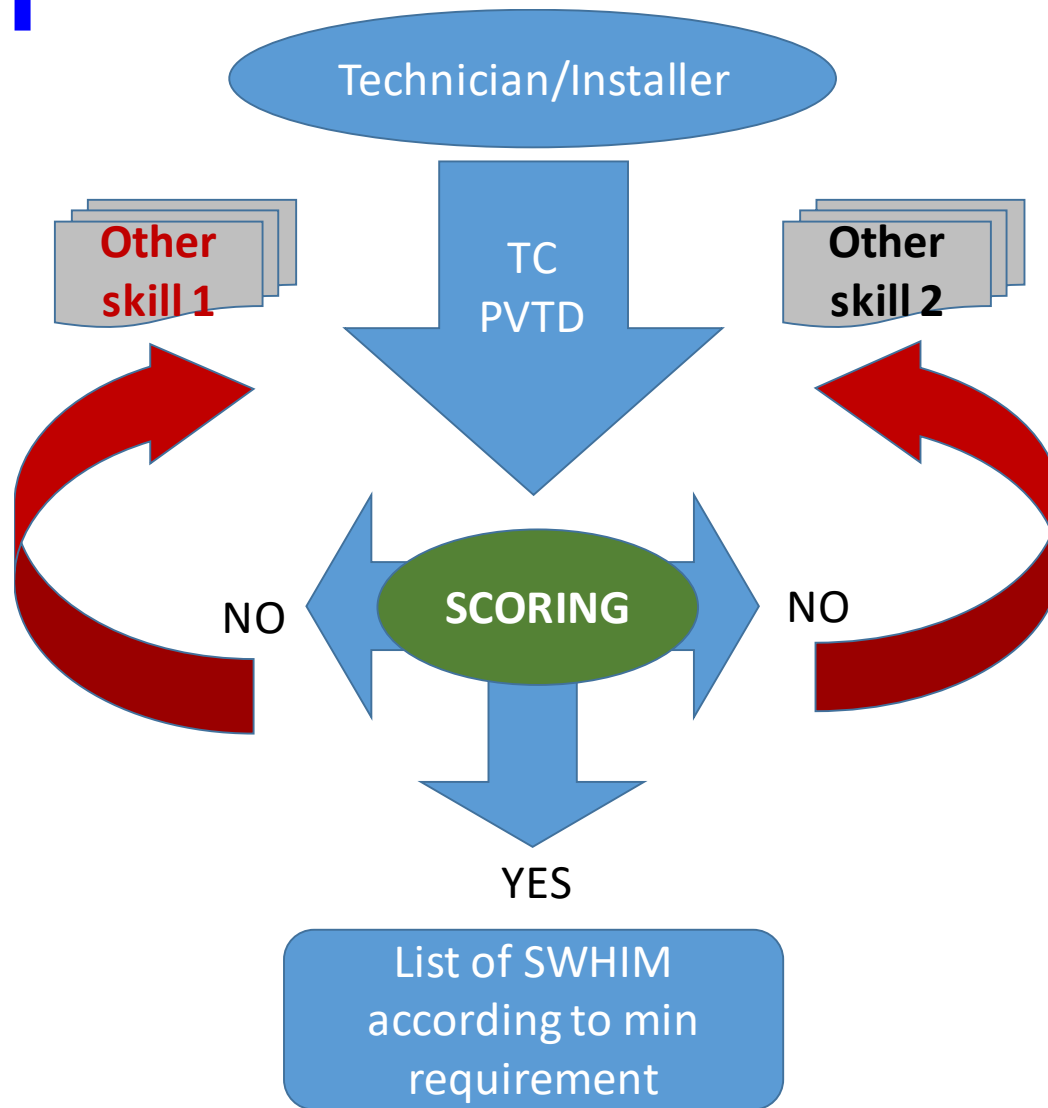 Technician/Installer
TC
PVTD
Other
skill 1
Other
skill 2
NO
SCORING
NO
YES
List of SWHIM
according to min
requirement